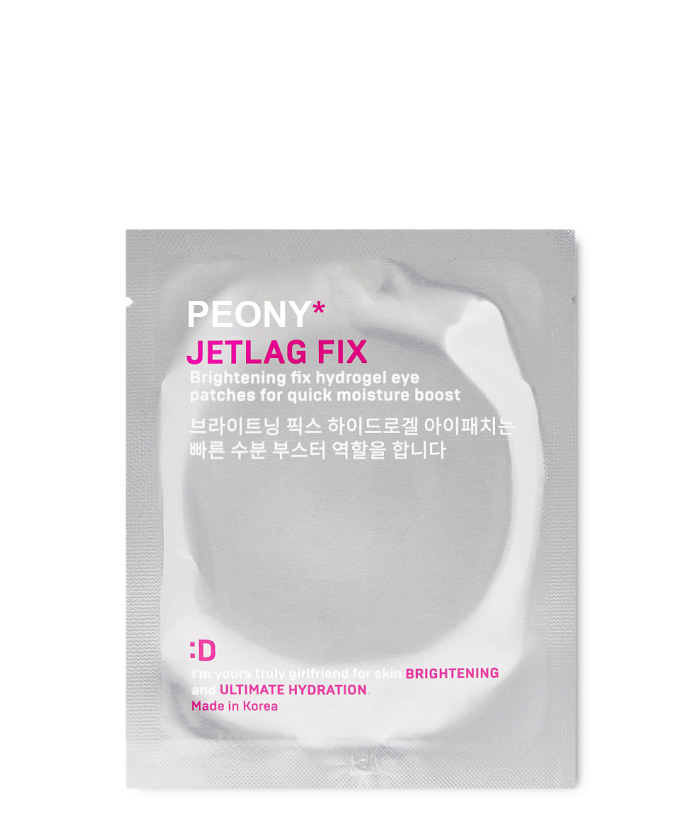 PEONY*
JETLAG FIX
Brightening fix hydrogel eye
patches for quick moisture boost
브라이트닝 픽스 하이드로겔 아이패치는
빠른 수분 부스터 역할을 합니다
:D
I'm yours truly girlfriend for skin BRIGHTENING
and ULTIMATE HYDRATION.
Made in Korea